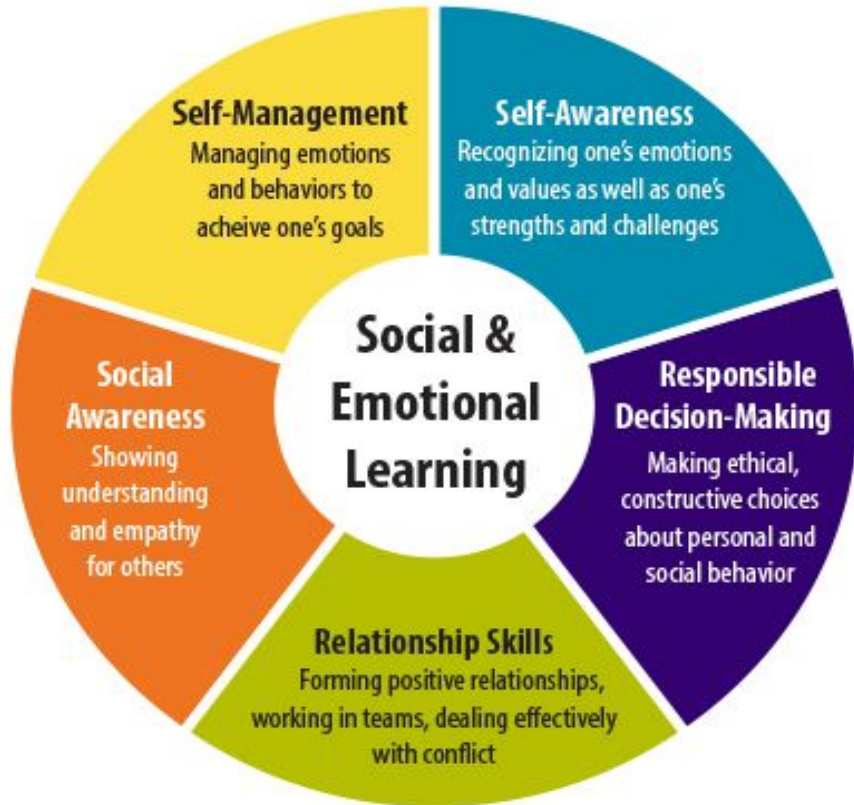 Self-Management
Managing emotions
and behaviors to
acheive one's goals
Self-Awareness
Recognizing one's emotions
and values as well as one's
strengths and challenges
Social &
Emotional
Learning
Social
Awareness
Showing
understanding
and empathy
for others
Responsible
Decision-Making
Making ethical,
constructive choices
about personal and
social behavior
Relationship Skills
Forming positive relationships,
working in teams, dealing effectively
with conflict